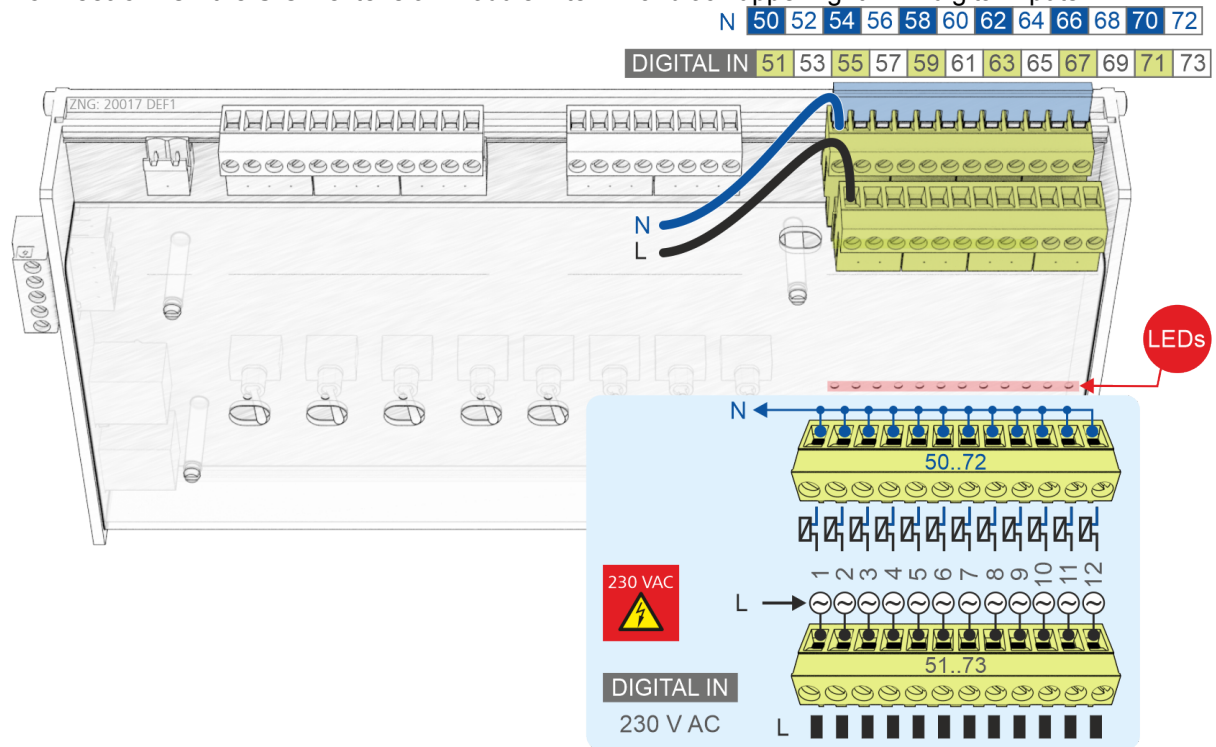 N 50 52 54 56 58 60 62 64 66 68 70 72
DIGITAL IN 51 53 55 57 59 61 63 65 67 69 71 73
ZNG: 20017 DEF1
N
L
LEDs
N
50..72
230 VAC
1 2 3 4 5 6 7 8 9 10 11 12
L
51..73
DIGITAL IN
230 V AC
L